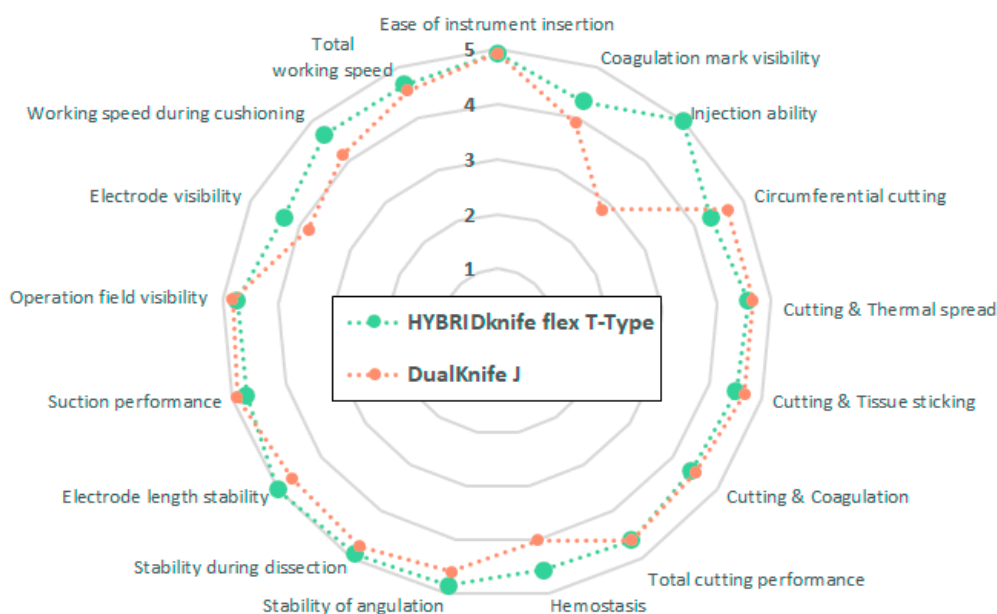 Ease of instrument insertion
Total
working speed
5
Coagulation mark visibility
Working speed during cushioning
4
Injection ability
3
Electrode visibility
Circumferential cutting
2
1
Operation field visibility
Cutting & Thermal spread
HYBRIDknife flex T-Type
DualKnife J
Suction performance
Cutting & Tissue sticking
Electrode length stability
Cutting & Coagulation
Stability during dissection
Total cutting performance
Stability of angulation
Hemostasis